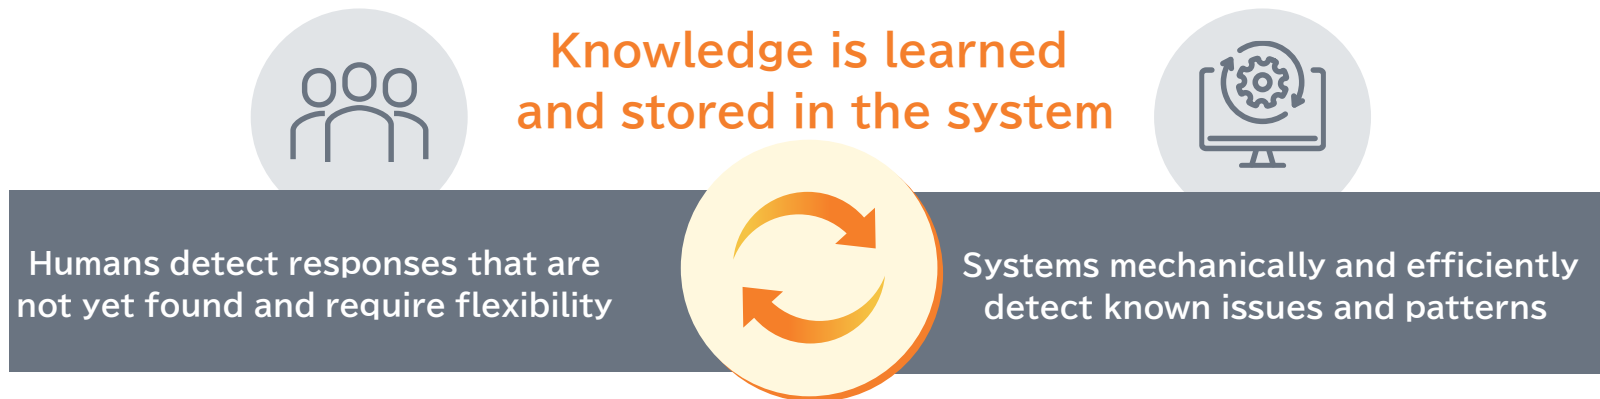 Knowledge is learned
and stored in the system
Humans detect responses that are
not yet found and require flexibility
Systems mechanically and efficiently
detect known issues and patterns